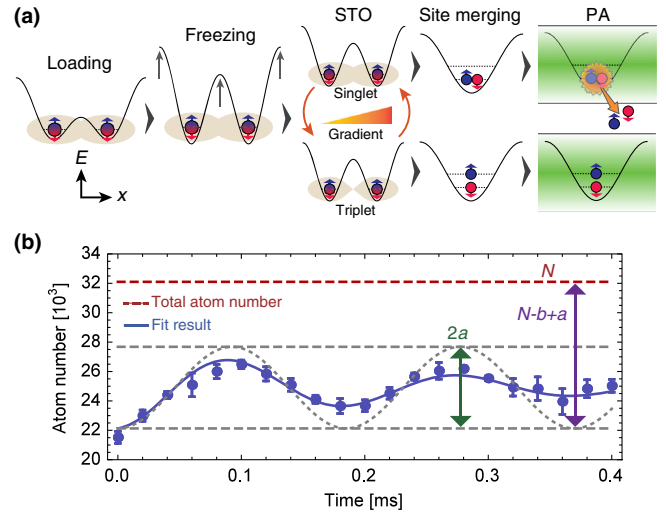 (a)
Loading
Freezing
STO
Site merging
PA
Singlet
Gradient
Triplet
E
x
(b)
Atom number [10³]
34
32
30
28
26
24
22
20
N
Total atom number
Fit result
2a
N-b+a
0.0
0.1
0.2
0.3
0.4
Time [ms]